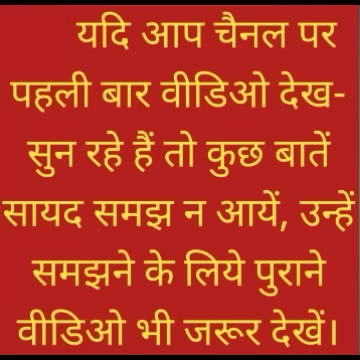 यदि आप चैनल पर
पहली बार वीडिओ देख-
सुन रहे हैं तो कुछ बातें
सायद समझ न आयें, उन्हें
समझने के लिये पुराने
वीडिओ भी जरूर देखें।